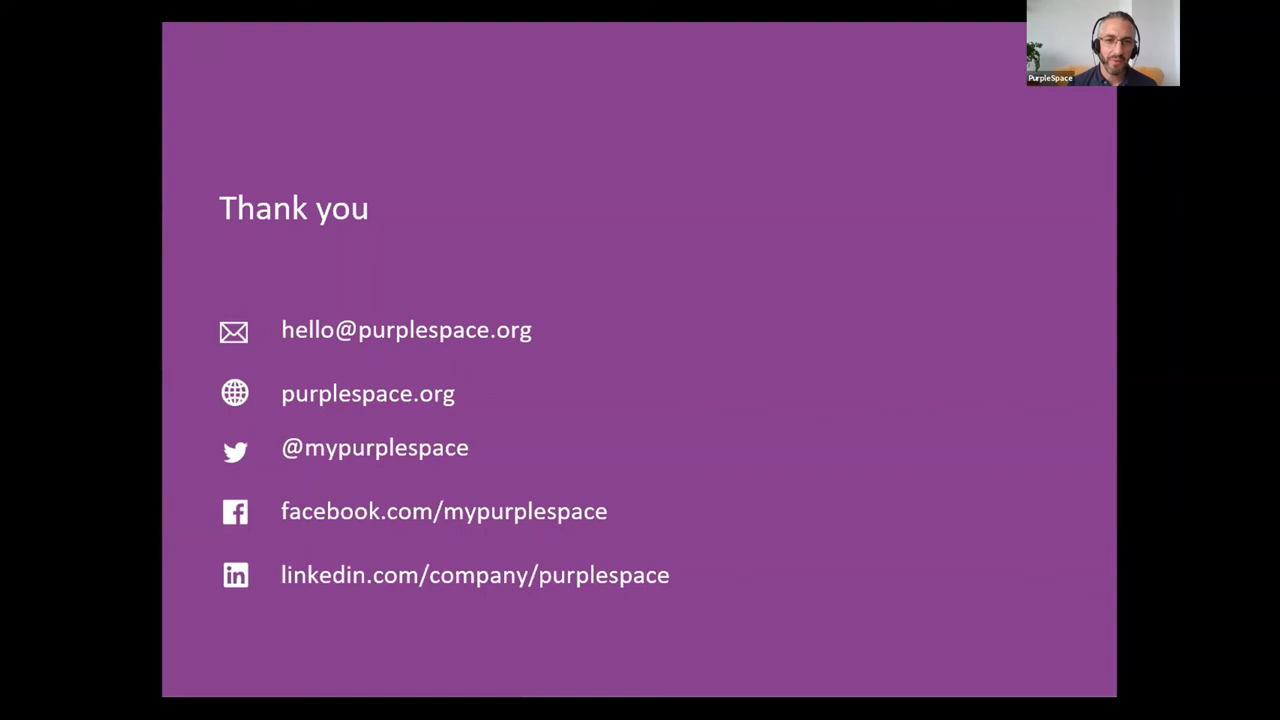 PurpleSpace
Thank you
hello@purplespace.org
purplespace.org
@mypurplespace
facebook.com/mypurplespace
linkedin.com/company/purplespace